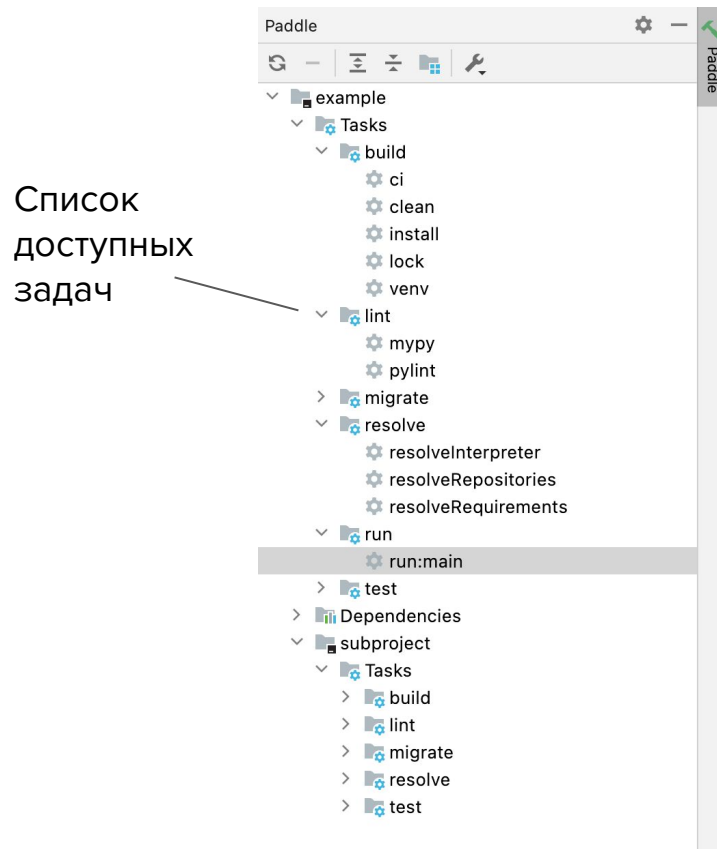 Paddle
Paddle
example
Tasks
build
ci
clean
install
lock
venv
Список
доступных
задач
lint
mypy
pylint
migrate
resolve
resolveInterpreter
resolveRepositories
resolveRequirements
run
run:main
test
Dependencies
subproject
Tasks
build
lint
migrate
resolve
test